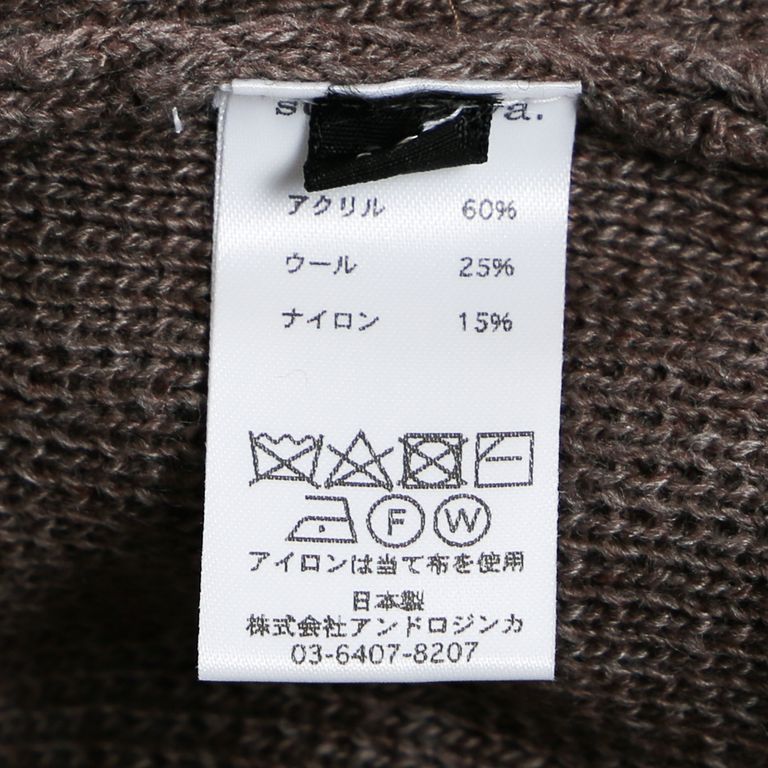 アクリル 60%
ウール 25%
ナイロン 15%
F W
アイロンは当て布を使用
日本製
株式会社アンドロジンカ
03-6407-8207